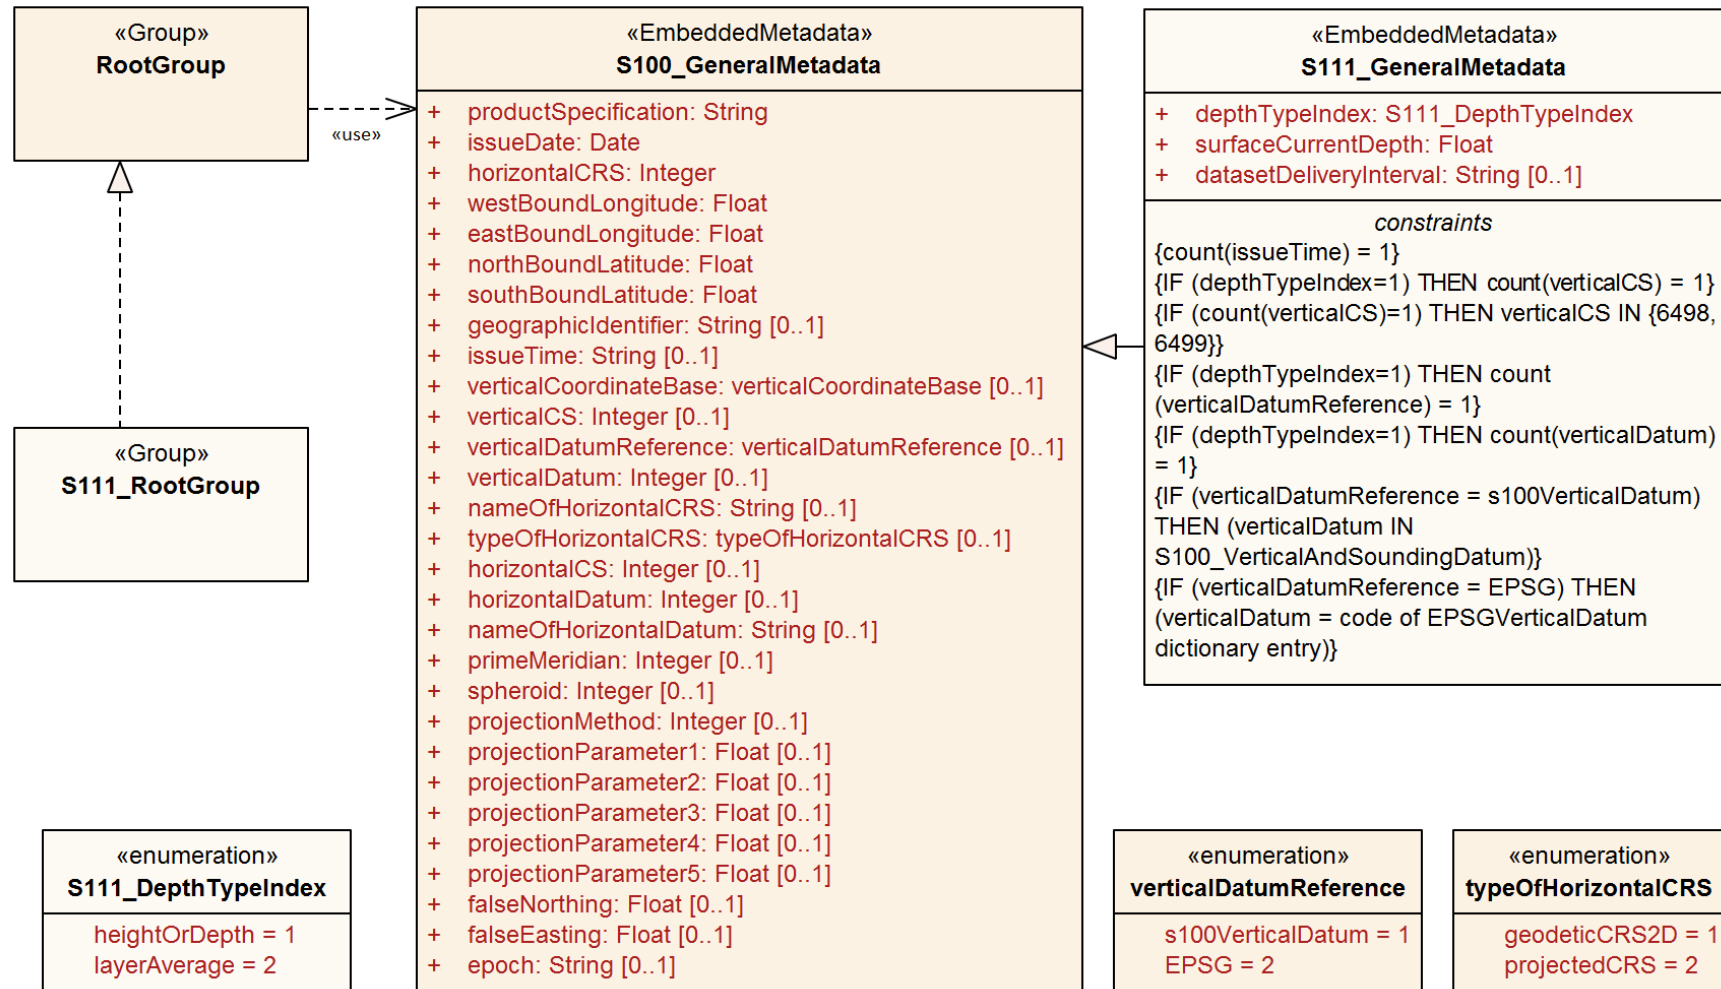 «Group»
RootGroup
«use»
«Group»
S111_RootGroup
«EmbeddedMetadata»
S100_GeneralMetadata
+ productSpecification: String
+ issueDate: Date
+ horizontalCRS: Integer
+ westBoundLongitude: Float
+ eastBoundLongitude: Float
+ northBoundLatitude: Float
+ southBoundLatitude: Float
+ geographicIdentifier: String [0..1]
+ issueTime: String [0..1]
+ verticalCoordinateBase: verticalCoordinateBase [0..1]
+ verticalCS: Integer [0..1]
+ verticalDatumReference: verticalDatumReference [0..1]
+ verticalDatum: Integer [0..1]
+ nameOfHorizontalCRS: String [0..1]
+ typeOfHorizontalCRS: typeOfHorizontalCRS [0..1]
+ horizontalCS: Integer [0..1]
+ horizontalDatum: Integer [0..1]
+ nameOfHorizontalDatum: String [0..1]
+ primeMeridian: Integer [0..1]
+ spheroid: Integer [0..1]
+ projectionMethod: Integer [0..1]
+ projectionParameter1: Float [0..1]
+ projectionParameter2: Float [0..1]
+ projectionParameter3: Float [0..1]
+ projectionParameter4: Float [0..1]
+ projectionParameter5: Float [0..1]
+ falseNorthing: Float [0..1]
+ falseEasting: Float [0..1]
+ epoch: String [0..1]
«EmbeddedMetadata»
S111_GeneralMetadata
+ depthTypeIndex: S111_DepthTypeIndex
+ surfaceCurrentDepth: Float
+ datasetDeliveryInterval: String [0..1]
constraints
{count(issueTime) = 1}
{IF (depthTypeIndex=1) THEN count(verticalCS) = 1}
{IF (count(verticalCS)=1) THEN verticalCS IN {6498,
6499}}
{IF (depthTypeIndex=1) THEN count
(verticalDatumReference) = 1}
{IF (depthTypeIndex=1) THEN count(verticalDatum)
= 1}
{IF (verticalDatumReference = s100VerticalDatum)
THEN (verticalDatum IN
S100_VerticalAndSoundingDatum)}
{IF (verticalDatumReference = EPSG) THEN
(verticalDatum = code of EPSGVerticalDatum
dictionary entry)}
«enumeration»
S111_DepthTypeIndex
heightOrDepth = 1
layerAverage = 2
«enumeration»
verticalDatumReference
s100VerticalDatum = 1
EPSG = 2
«enumeration»
typeOfHorizontalCRS
geodeticCRS2D = 1
projectedCRS = 2